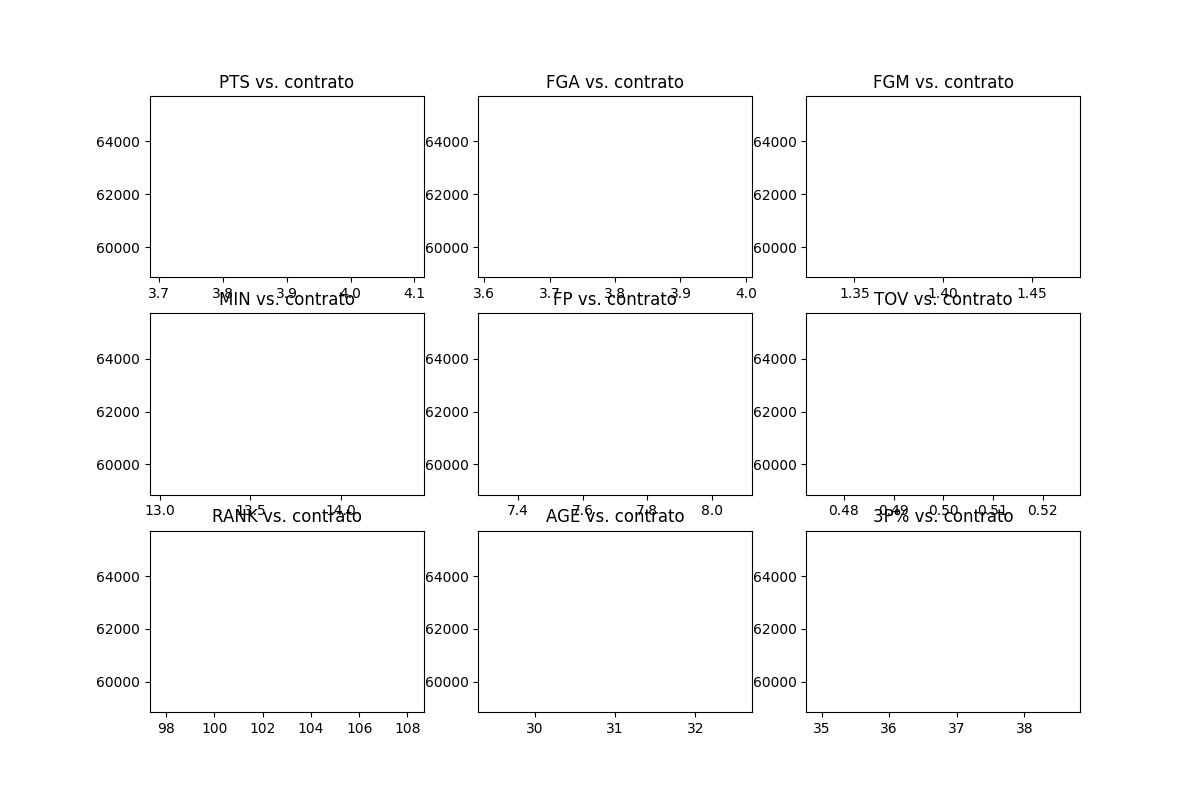 PTS vs. contrato FGA vs. contrato FGM vs. contrato
64000 64000 64000
62000 62000 62000
60000 60000 60000
3.7 3.8 3.9 4.0 4.1 3.6 3.7 3.8 3.9 4.0 1.35 1.40 1.45
MIN vs. contrato FP vs. contrato TOV vs. contrato
64000 64000 64000
62000 62000 62000
60000 60000 60000
13.0 13.5 14.0 7.4 7.6 7.8 8.0 0.48 0.49 0.50 0.51 0.52
RANK vs. contrato AGE vs. contrato 3P% vs. contrato
64000 64000 64000
62000 62000 62000
60000 60000 60000
98 100 102 104 106 108 30 31 32 35 36 37 38